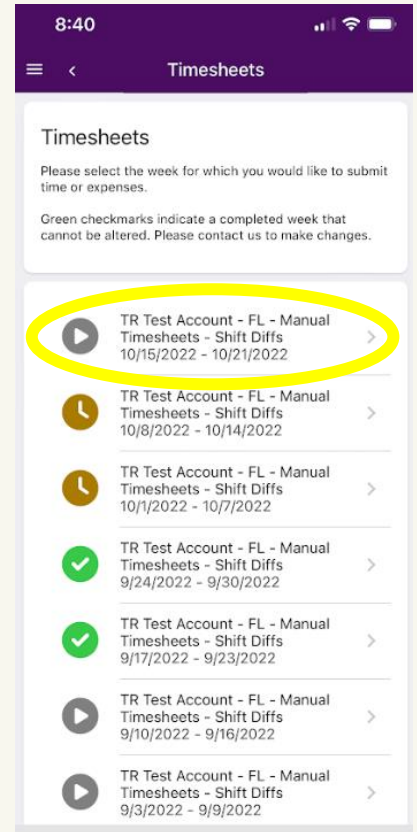 8:40
Timesheets
Timesheets
Please select the week for which you would like to submit
time or expenses.
Green checkmarks indicate a completed week that
cannot be altered. Please contact us to make changes.
TR Test Account - FL - Manual
Timesheets - Shift Diffs
10/15/2022 - 10/21/2022
TR Test Account - FL - Manual
Timesheets - Shift Diffs
10/8/2022 - 10/14/2022
TR Test Account - FL - Manual
Timesheets - Shift Diffs
10/1/2022 - 10/7/2022
TR Test Account - FL - Manual
Timesheets - Shift Diffs
9/24/2022 - 9/30/2022
TR Test Account - FL - Manual
Timesheets - Shift Diffs
9/17/2022 - 9/23/2022
TR Test Account - FL - Manual
Timesheets - Shift Diffs
9/10/2022 - 9/16/2022
TR Test Account - FL - Manual
Timesheets - Shift Diffs
9/3/2022 - 9/9/2022